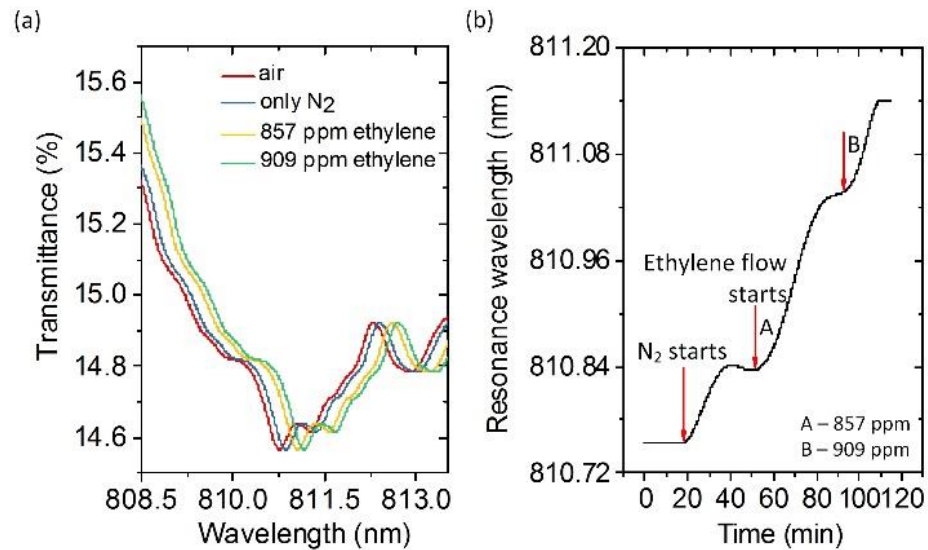 (a)
15.6
15.4
15.2
15.0
14.8
14.6
Transmittance (%)
air
only N2
857 ppm ethylene
909 ppm ethylene
808.5 810.0 811.5 813.0
Wavelength (nm)
(b)
811.20
811.08
810.96
810.84
810.72
Resonance wavelength (nm)
B
Ethylene flow
starts
A
N2 starts
A – 857 ppm
B – 909 ppm
0 20 40 60 80 100 120
Time (min)